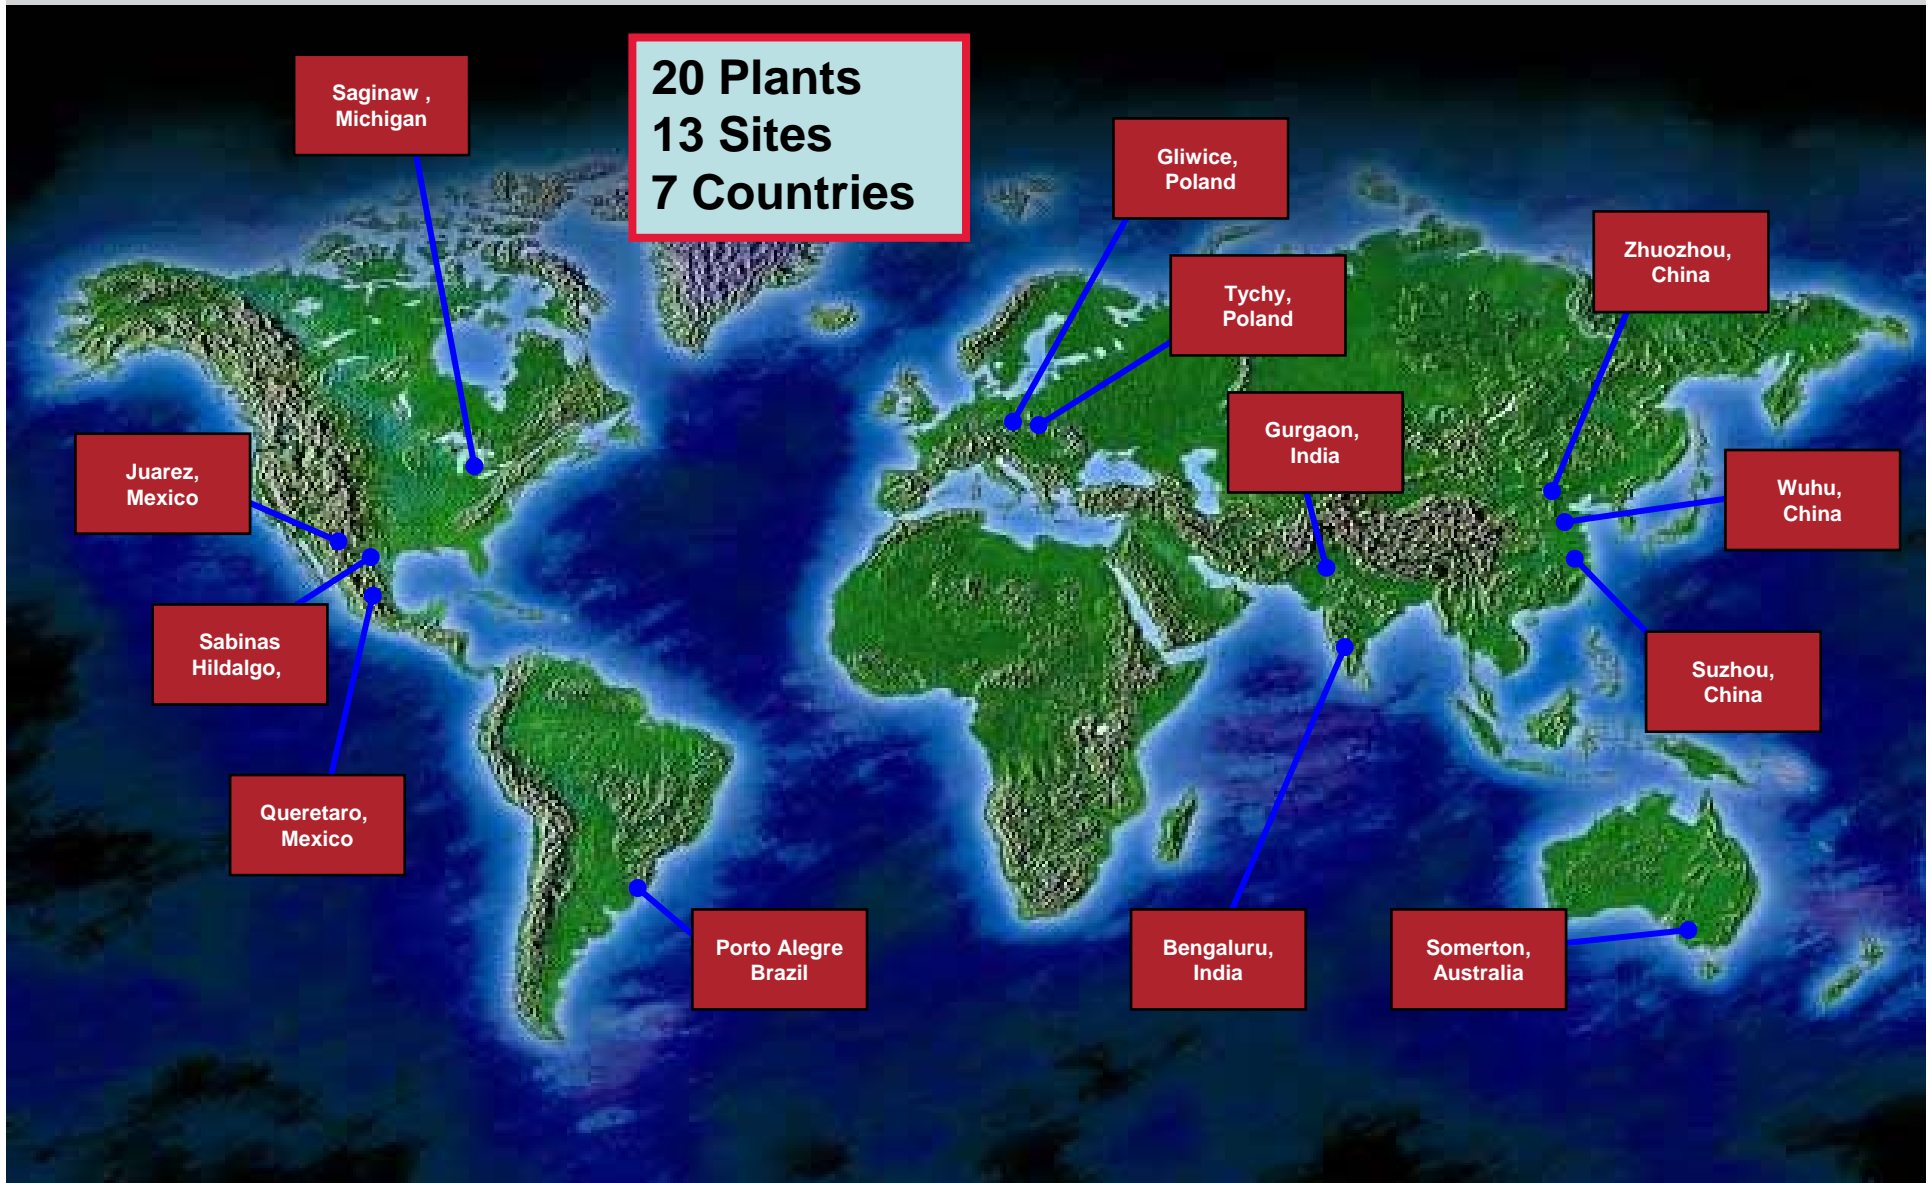 20 Plants
13 Sites
7 Countries
Saginaw ,
Michigan
Gliwice,
Poland
Zhuozhou,
China
Tychy,
Poland
Gurgaon,
India
Juarez,
Mexico
Wuhu,
China
Sabinas
Hildalgo,
Suzhou,
China
Queretaro,
Mexico
Porto Alegre
Brazil
Bengaluru,
India
Somerton,
Australia